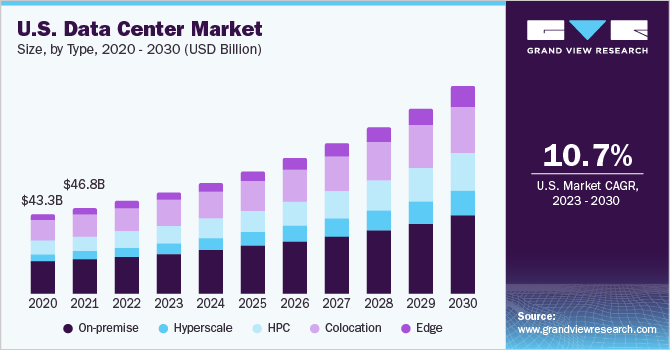 U.S. Data Center Market
Size, by Type, 2020 - 2030 (USD Billion)
$43.3B
$46.8B
2020 2021 2022 2023 2024 2025 2026 2027 2028 2029 2030
On-premise Hyperscale HPC Colocation Edge
GRAND VIEW RESEARCH
10.7%
U.S. Market CAGR,
2023 - 2030
Source:
www.grandviewresearch.com